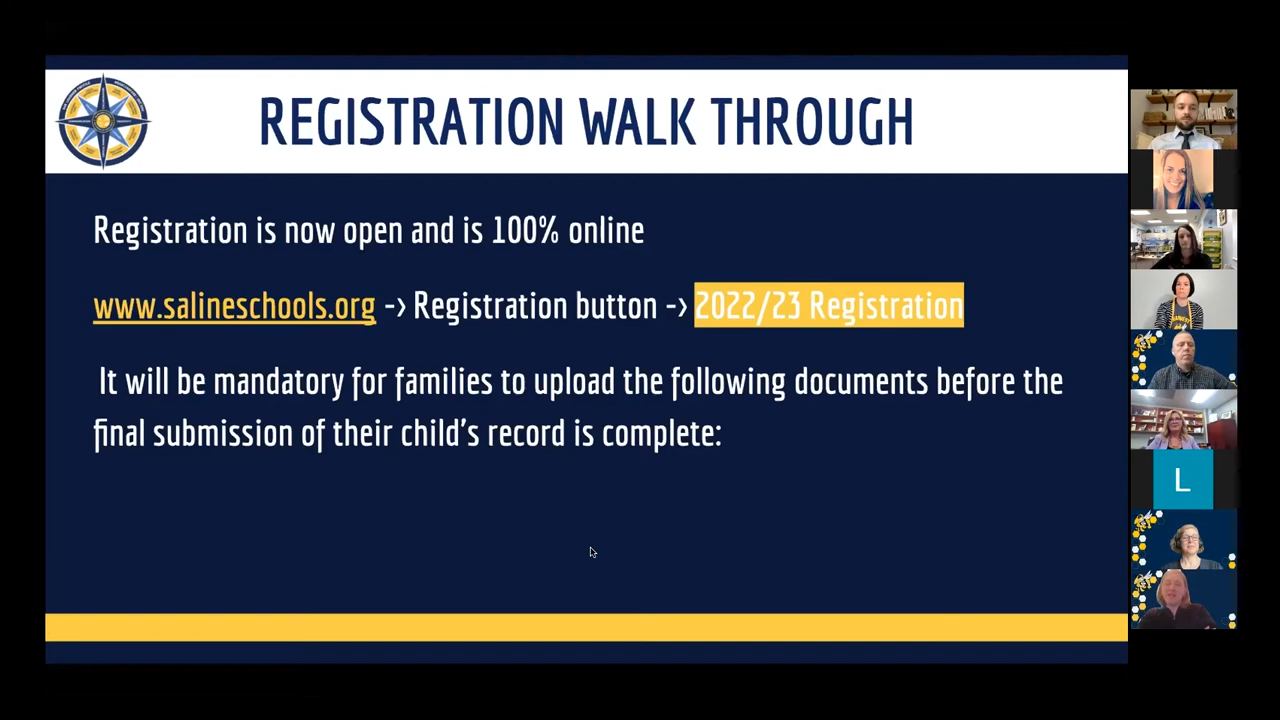 REGISTRATION WALK THROUGH
Registration is now open and is 100% online
www.salineschools.org -> Registration button -> 2022/23 Registration
It will be mandatory for families to upload the following documents before the
final submission of their child's record is complete:
L